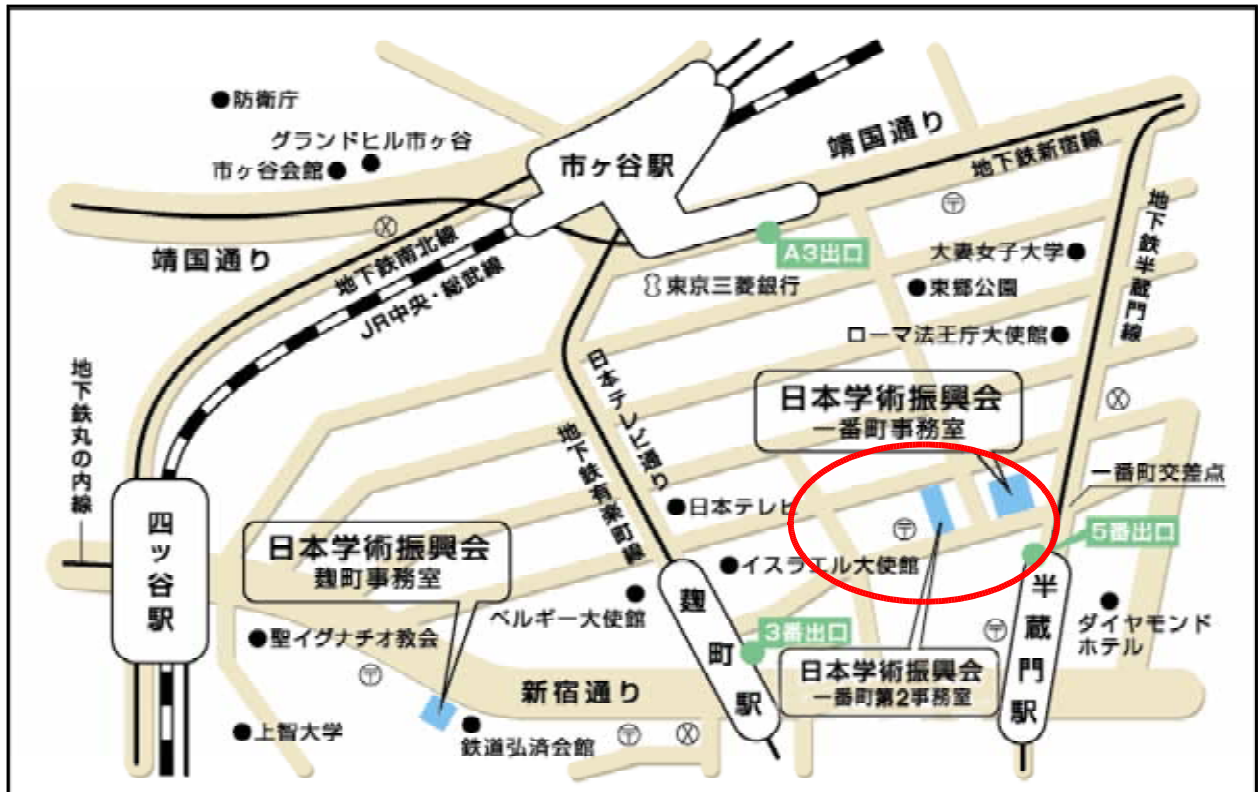 防衛庁
グランドヒル市ヶ谷
市ヶ谷会館
市ヶ谷駅
靖国通り
地下鉄新宿線
靖国通り
地下鉄南北線
JR中央・総武線
A3出口
東京三菱銀行
大妻女子大学
東郷公園
ローマ法王庁大使館
地下鉄半蔵門線
地下鉄丸の内線
日本テレビ通り
地下鉄有楽町線
日本学術振興会
一番町事務室
一番町交差点
日本テレビ
5番出口
四ッ谷駅
日本学術振興会
麹町事務室
イスラエル大使館
ベルギー大使館
麹町駅
3番出口
半蔵門駅
ダイヤモンド
ホテル
聖イグナチオ教会
日本学術振興会
一番町第2事務室
新宿通り
上智大学
鉄道弘済会館